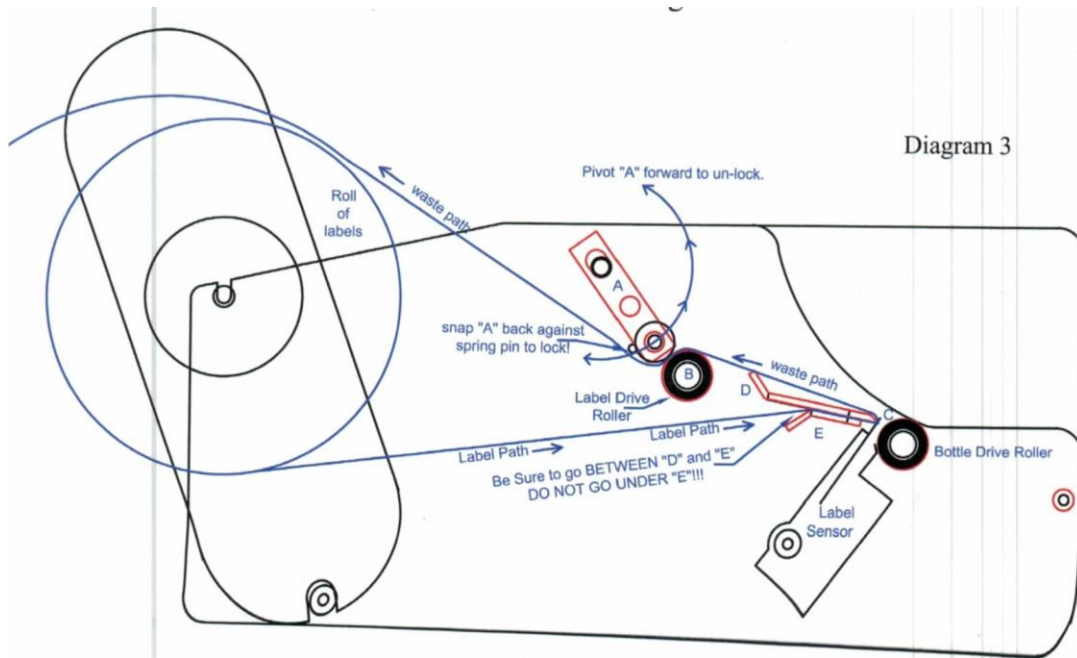 Diagram 3
Pivot "A" forward to un-lock.
waste path
Roll
of
labels
A
snap "A" back against
spring pin to lock!
B
waste path
D
Label Drive
Roller
C
Label Path
E
Label Path
Bottle Drive Roller
Be Sure to go BETWEEN "D" and "E"
DO NOT GO UNDER "E"!!!
Label
Sensor